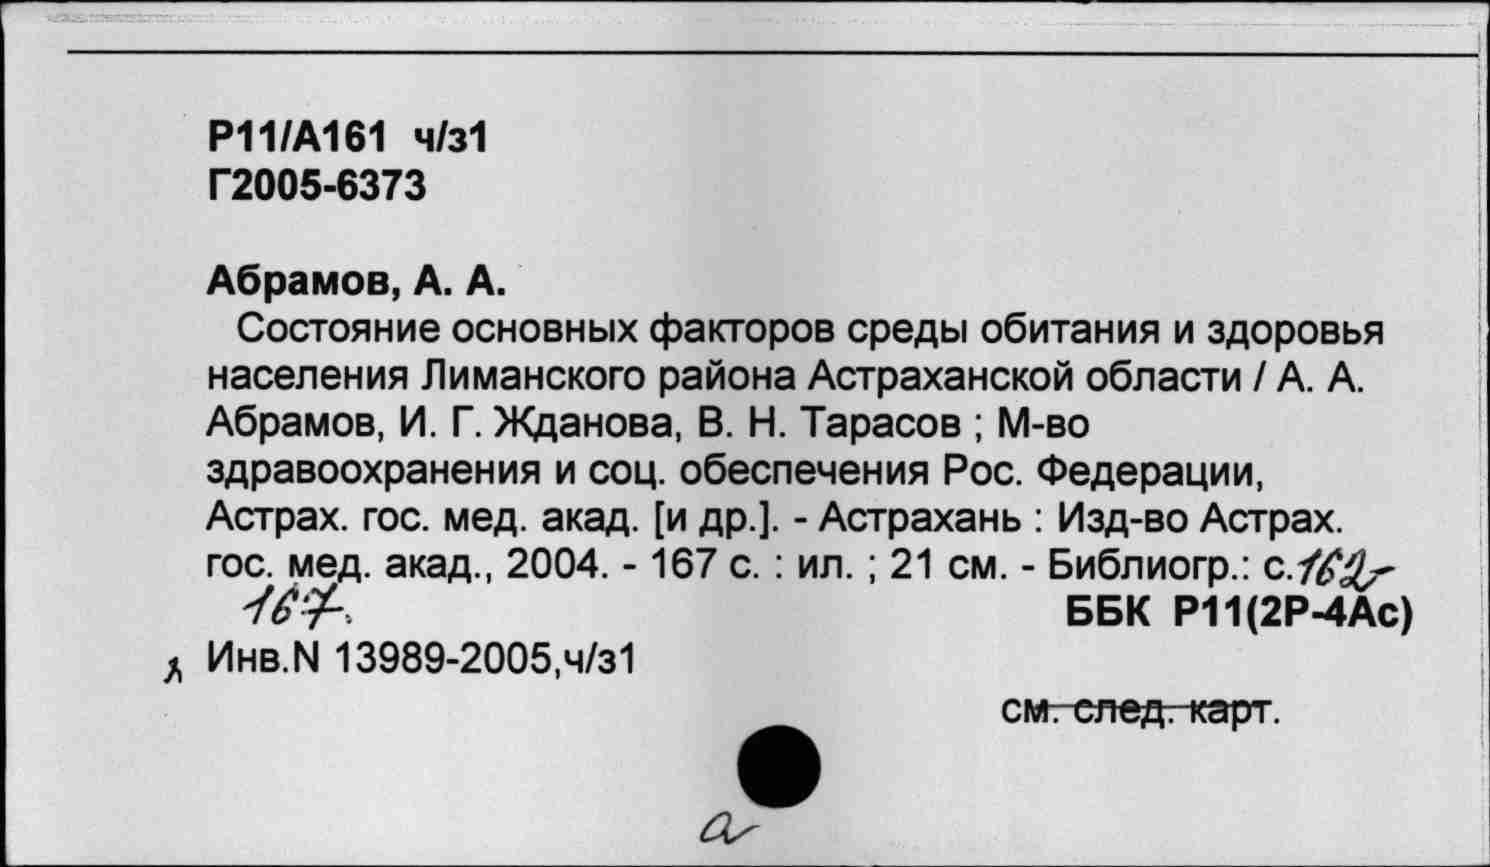 Р11/А161 ч/з1
Г2005-6373
Абрамов, А. А.
Состояние основных факторов среды обитания и здоровья
населения Лиманского района Астраханской области / А. А.
Абрамов, И. Г. Жданова, В. Н. Тарасов ; М-во
здравоохранения и соц. обеспечения Рос. Федерации,
Астрах. гос. мед. акад. [и др.]. - Астрахань : Изд-во Астрах.
гос. мед. акад., 2004. - 167 с. : ил. ; 21 см. - Библиогр.: с.162-
167.
ББК Р11(2Р-4Ас)
Инв.N 13989-2005,ч/з1
см. след. карт.